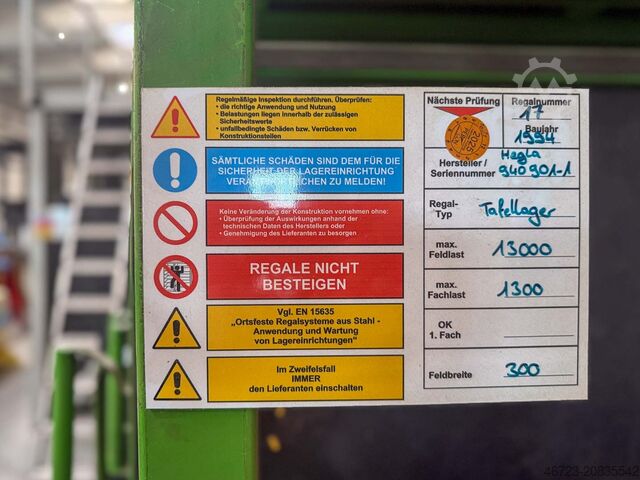 Regelmäßige Inspektion durchführen. Überprüfen:
• die richtige Anwendung und Nutzung
• Belastungen liegen innerhalb der zulässigen
Sicherheitswerte
• unfallbedingte Schäden bzw. Verrücken von
Konstruktionsteilen
SÄMTLICHE SCHÄDEN SIND DEM FÜR DIE
SICHERHEIT DER LAGEREINRICHTUNG
VERANTWORTLICHEN ZU MELDEN!
Keine Veränderung der Konstruktion vornehmen ohne:
• Überprüfung der Auswirkungen anhand der
technischen Daten des Herstellers oder
• Genehmigung des Lieferanten zu besorgen
REGALE NICHT
BESTEIGEN
Vgl. EN 15635
„Ortsfeste Regalsysteme aus Stahl -
Anwendung und Wartung
von Lagereinrichtungen"
Im Zweifelsfall
IMMER
den Lieferanten einschalten
Nächste Prüfung
2025
Regalnummer
17
Baujahr
1994
Hersteller /
Seriennummer
Hegla
940 901-1
Regal-
Typ
Tafellager
max.
Feldlast
13000
max.
Fachlast
1300
OK
1. Fach
Feldbreite
300
46723-20835542